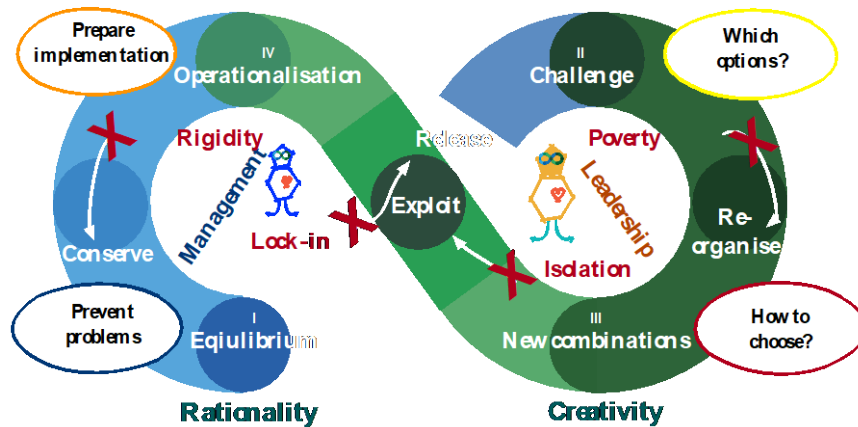 Prepare
implementation
IV
Operationalisation
II
Challenge
Which
options?
Rigidity
Management
Release
Poverty
Leadership
Exploit
Re-
organise
Conserve
Lock-in
Isolation
Prevent
problems
I
Eqiulibrium
III
New combinations
How to
choose?
Rationality
Creativity